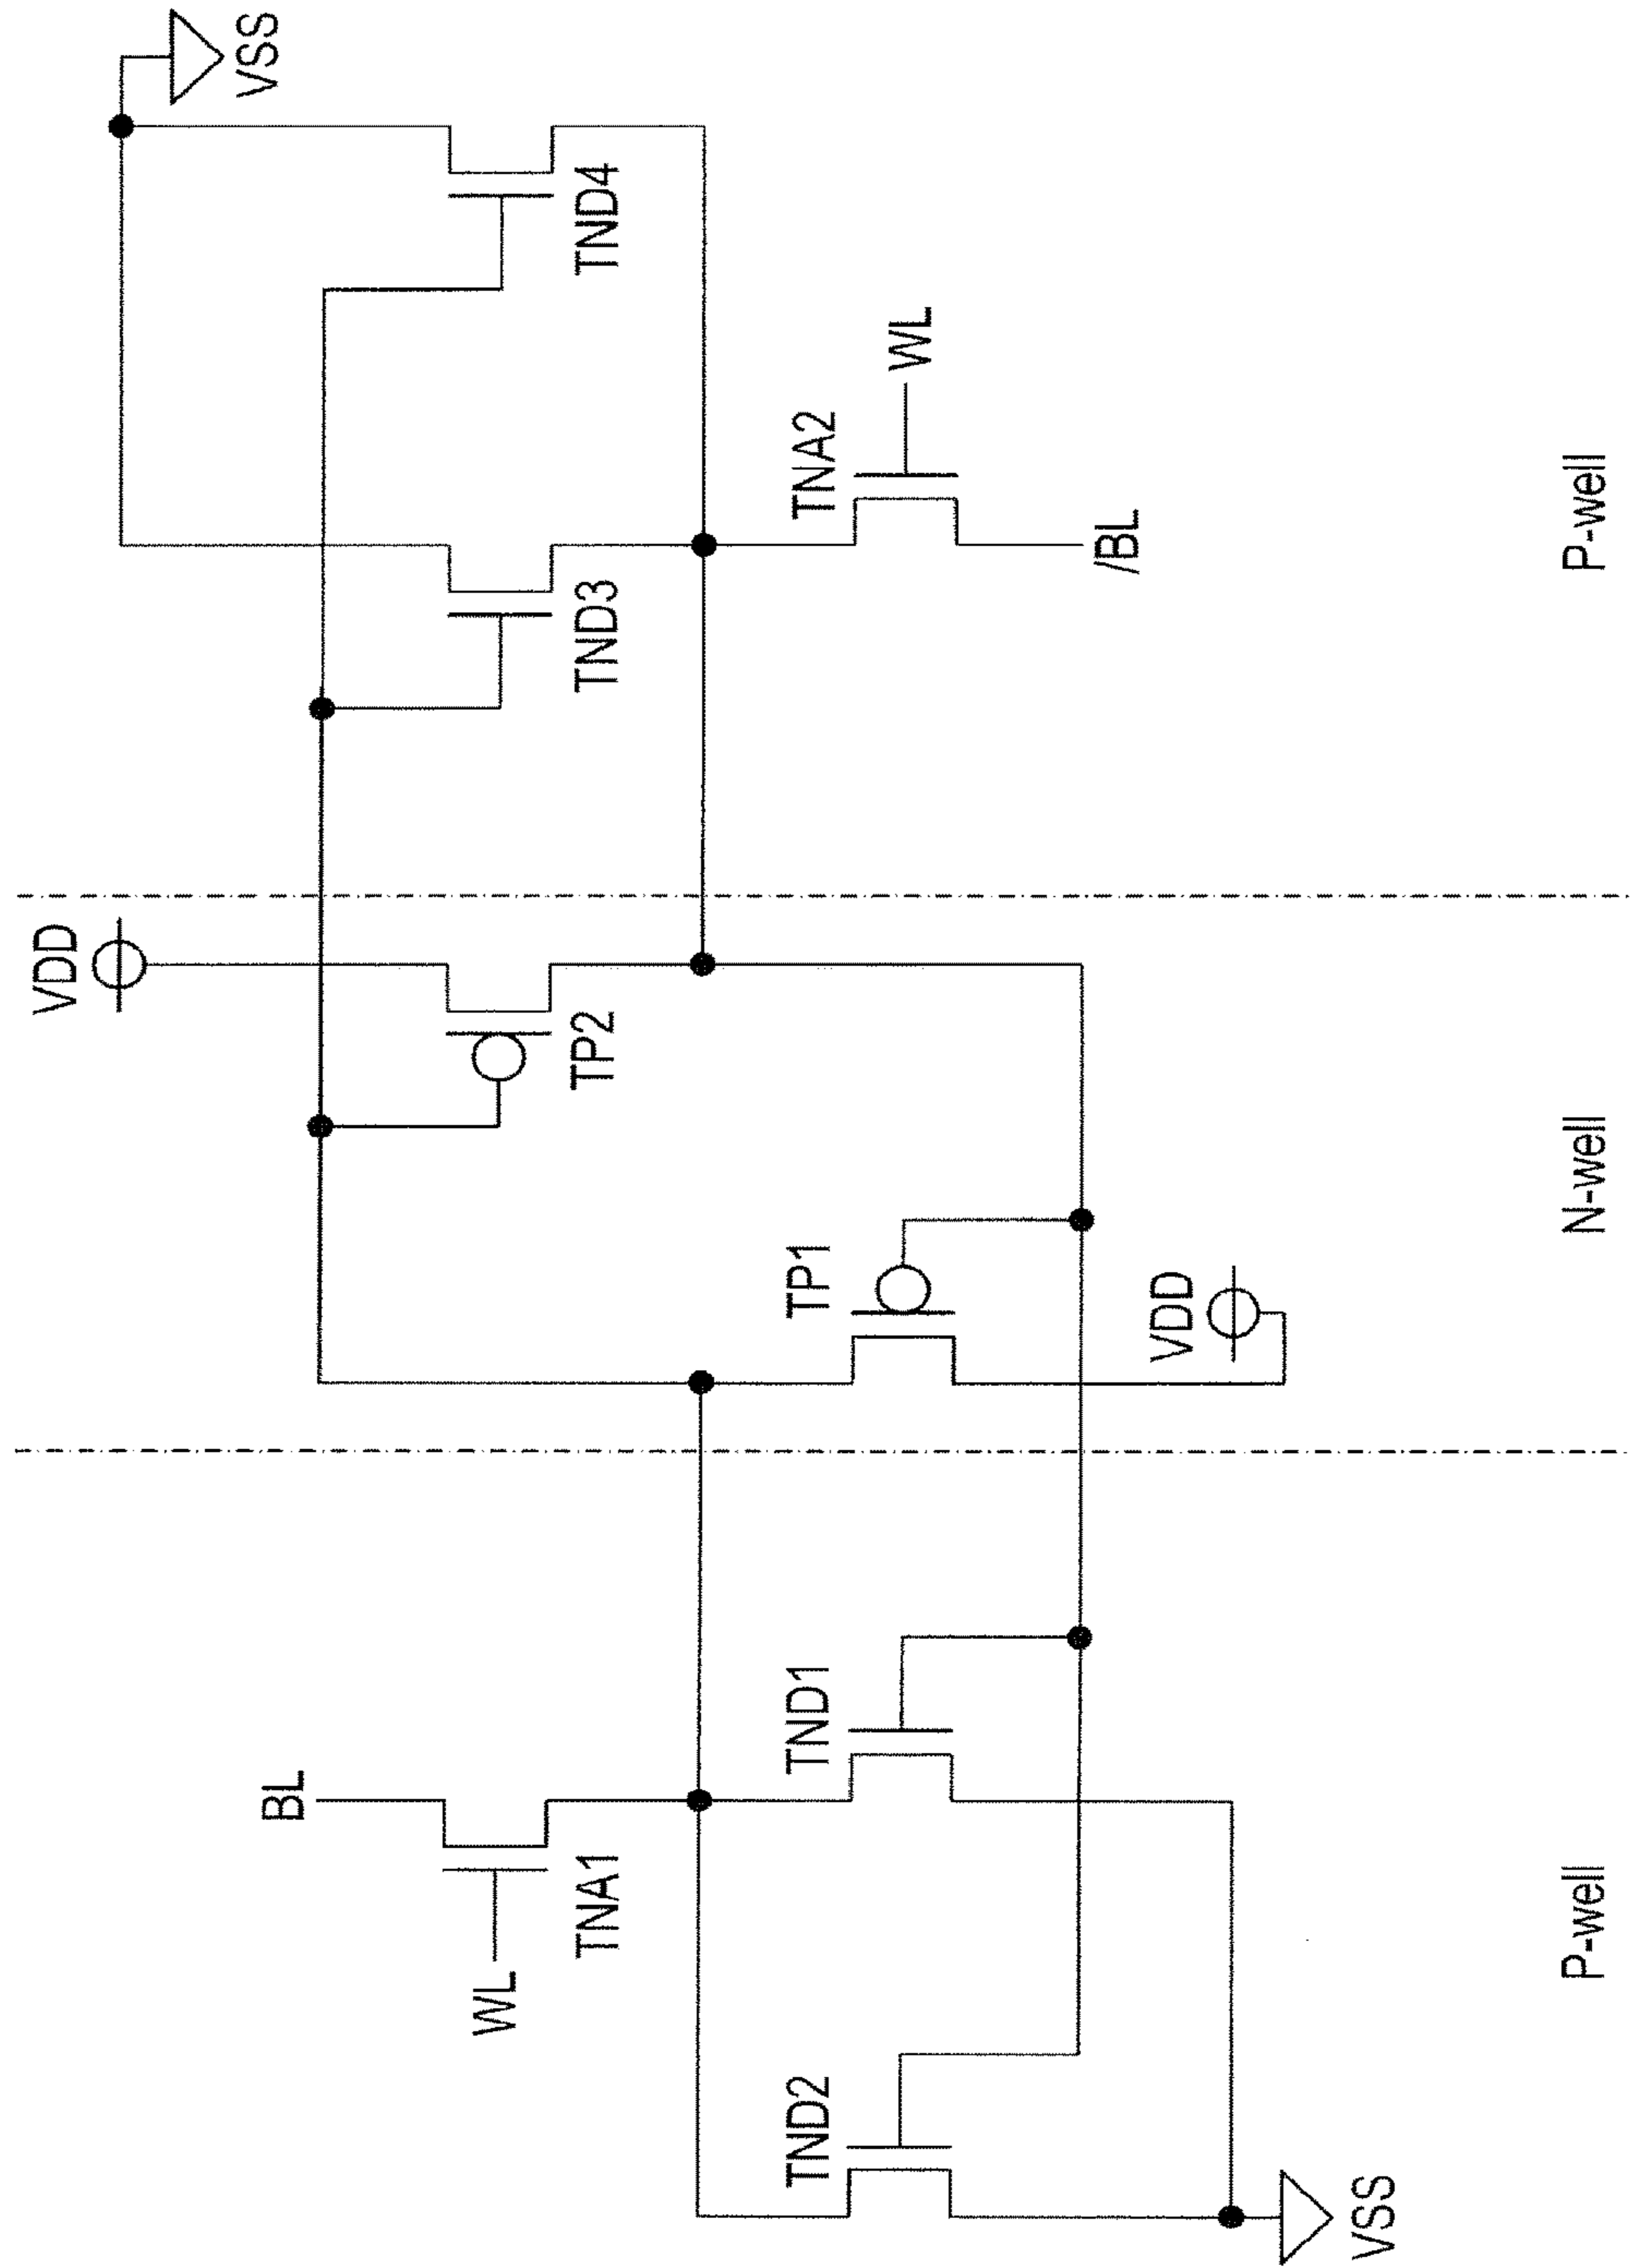 VDD
VSS
BL
WL
TNA1
TP2
TND3
TND4
TND2
TND1
TP1
TNA2
WL
/BL
VDD
VSS
P-well
N-well
P-well